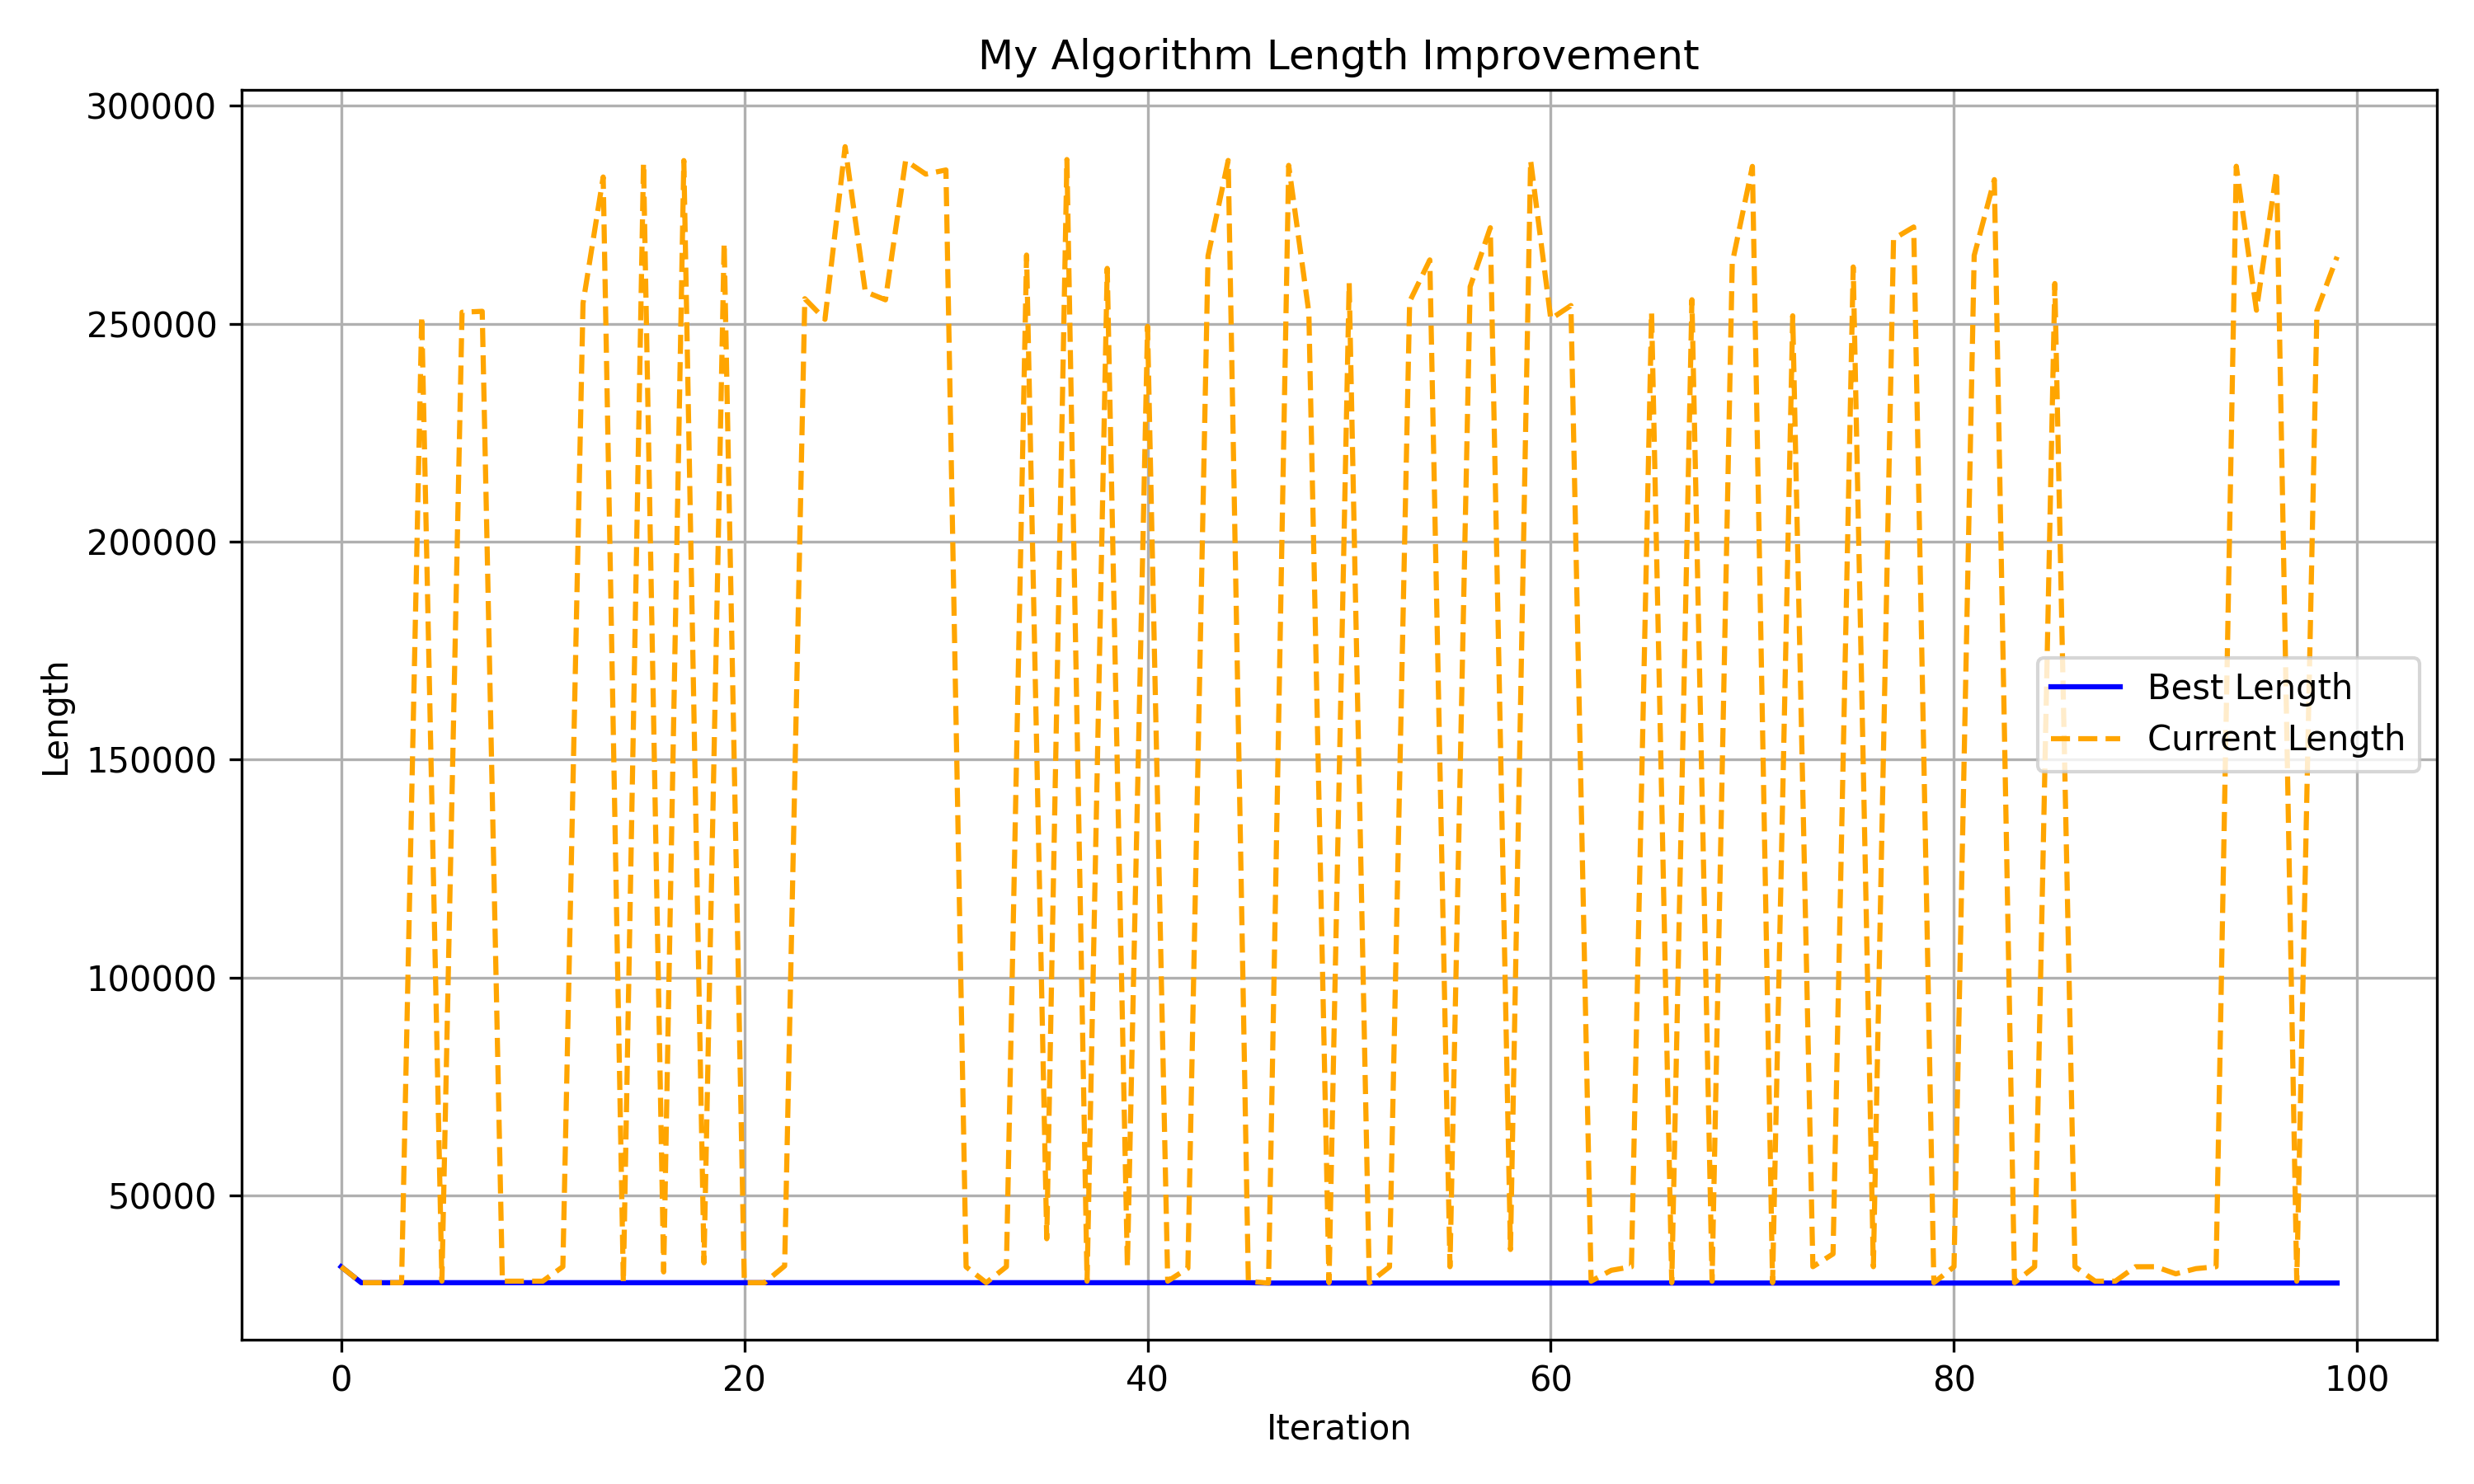 My Algorithm Length Improvement
300000
250000
200000
150000
100000
50000
Length
Best Length
Current Length
0 20 40 60 80 100
Iteration